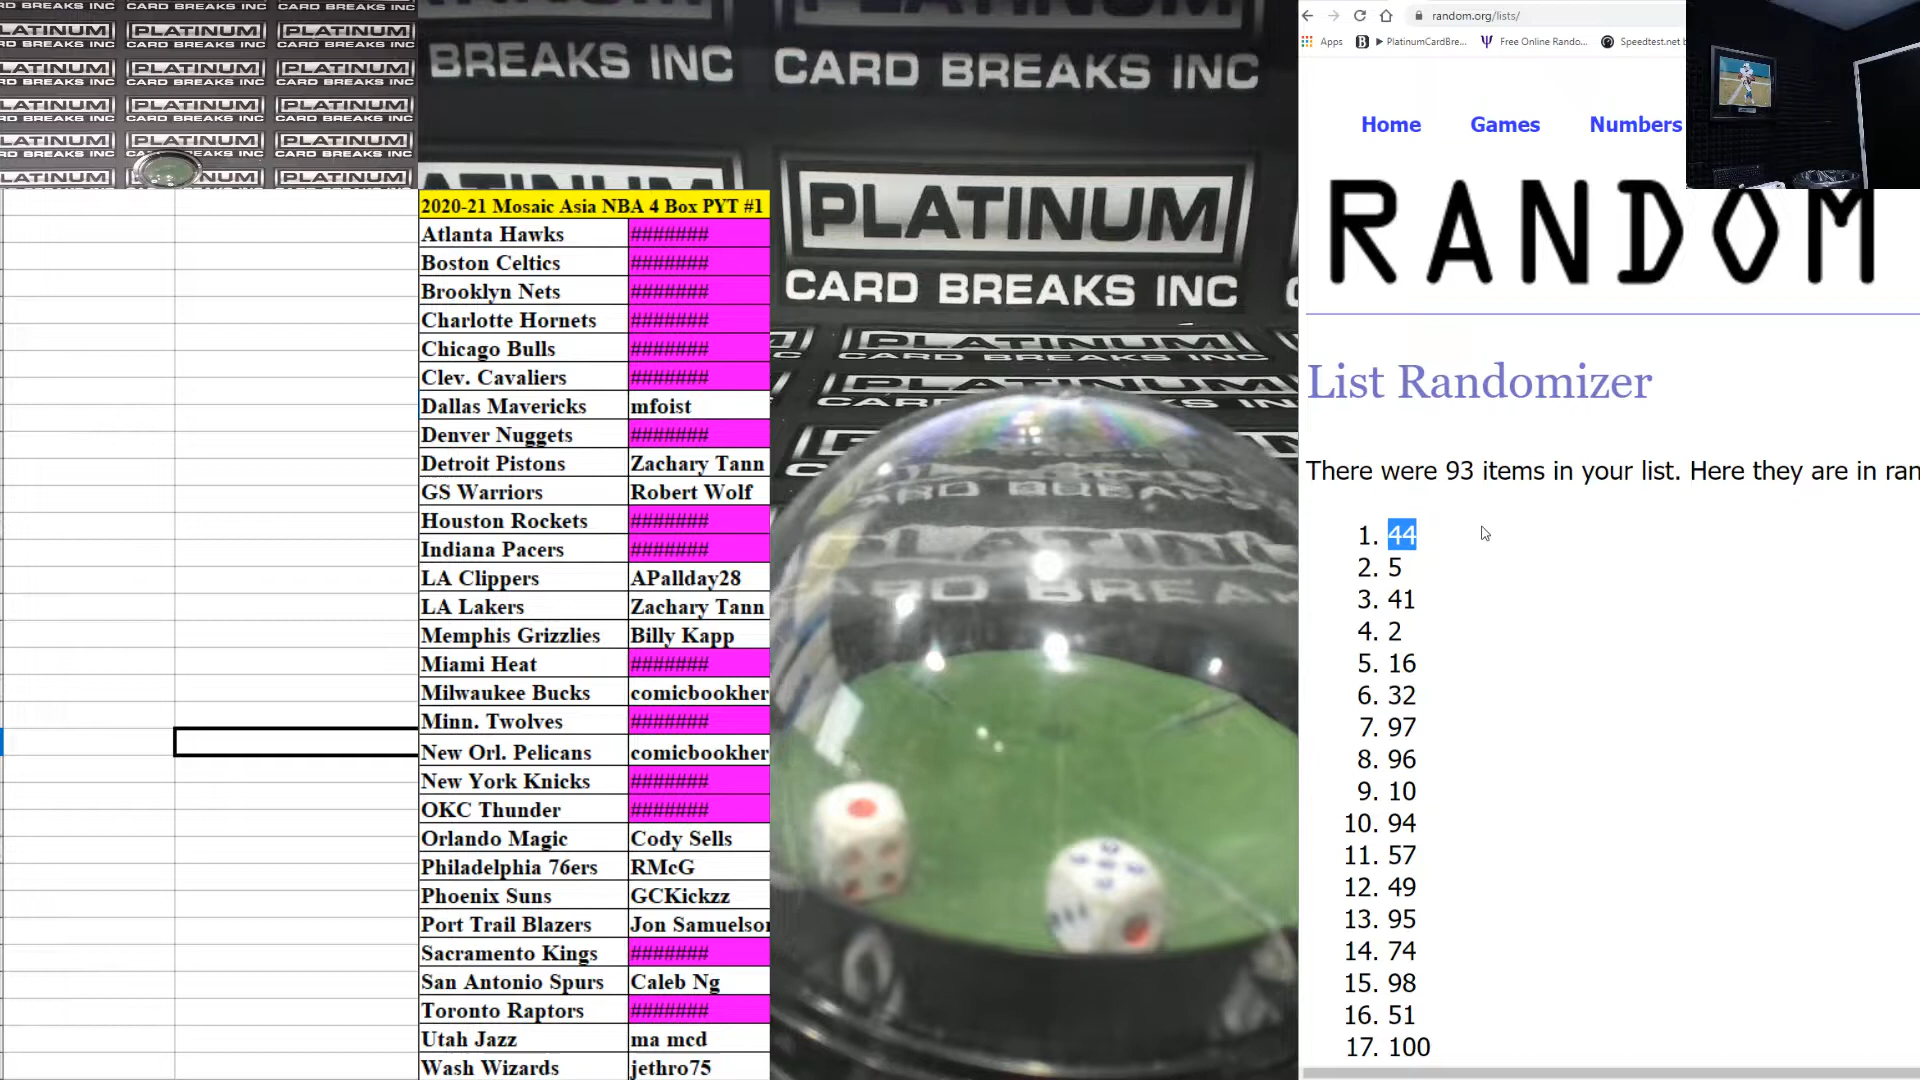 PLATINUM
CARD BREAKS INC
BREAKS INC CARD BREAKS INC
PLATINUM
CARD BREAKS INC
2020-21 Mosaic Asia NBA 4 Box PYT #1
Atlanta Hawks #######
Boston Celtics #######
Brooklyn Nets #######
Charlotte Hornets #######
Chicago Bulls #######
Clev. Cavaliers #######
Dallas Mavericks mfoist
Denver Nuggets #######
Detroit Pistons Zachary Tann
GS Warriors Robert Wolf
Houston Rockets #######
Indiana Pacers #######
LA Clippers APallday28
LA Lakers Zachary Tann
Memphis Grizzlies Billy Kapp
Miami Heat #######
Milwaukee Bucks comicbookher
Minn. Twolves #######
New Orl. Pelicans comicbookher
New York Knicks #######
OKC Thunder #######
Orlando Magic Cody Sells
Philadelphia 76ers RMcG
Phoenix Suns GCKickzz
Port Trail Blazers Jon Samuelson
Sacramento Kings #######
San Antonio Spurs Caleb Ng
Toronto Raptors #######
Utah Jazz ma mcd
Wash Wizards jethro75
random.org/lists/
Apps PlatinumCardBre... Free Online Rando... Speedtest.net b
Home Games Numbers
RANDOM
List Randomizer
There were 93 items in your list. Here they are in ran
1. 44
2. 5
3. 41
4. 2
5. 16
6. 32
7. 97
8. 96
9. 10
10. 94
11. 57
12. 49
13. 95
14. 74
15. 98
16. 51
17. 100